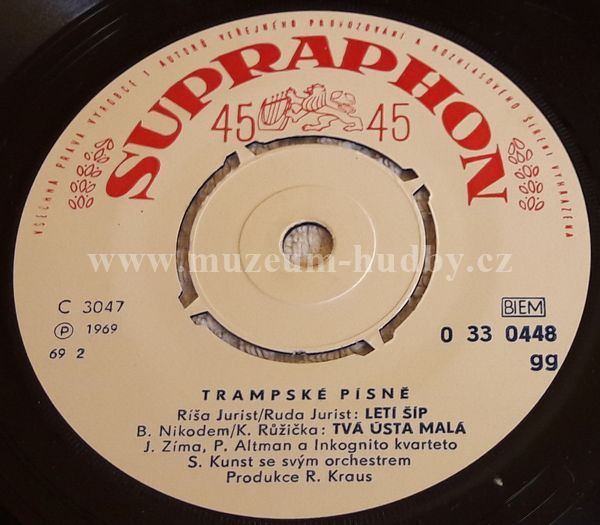 VŠECHNA PRÁVA VÝROBCE I AUTORŮ VEŘEJNÉHO PROVOZOVÁNÍ A ROZHLASOVÉHO ŠÍŘENÍ VYHRAZENA
SUPRAPHON
45 45
www.muzeum-hudby.cz
C 3047
Ⓟ 1969
69 2
BIEM
0 33 0448
gg
TRAMPSKÉ PÍSNĚ
Ríša Jurist/Ruda Jurist: LETÍ ŠÍP
B. Nikodem/K. Růžička: TVÁ ÚSTA MALÁ
J. Zíma, P. Altman a Inkognito kvarteto
S. Kunst se svým orchestrem
Produkce R. Kraus